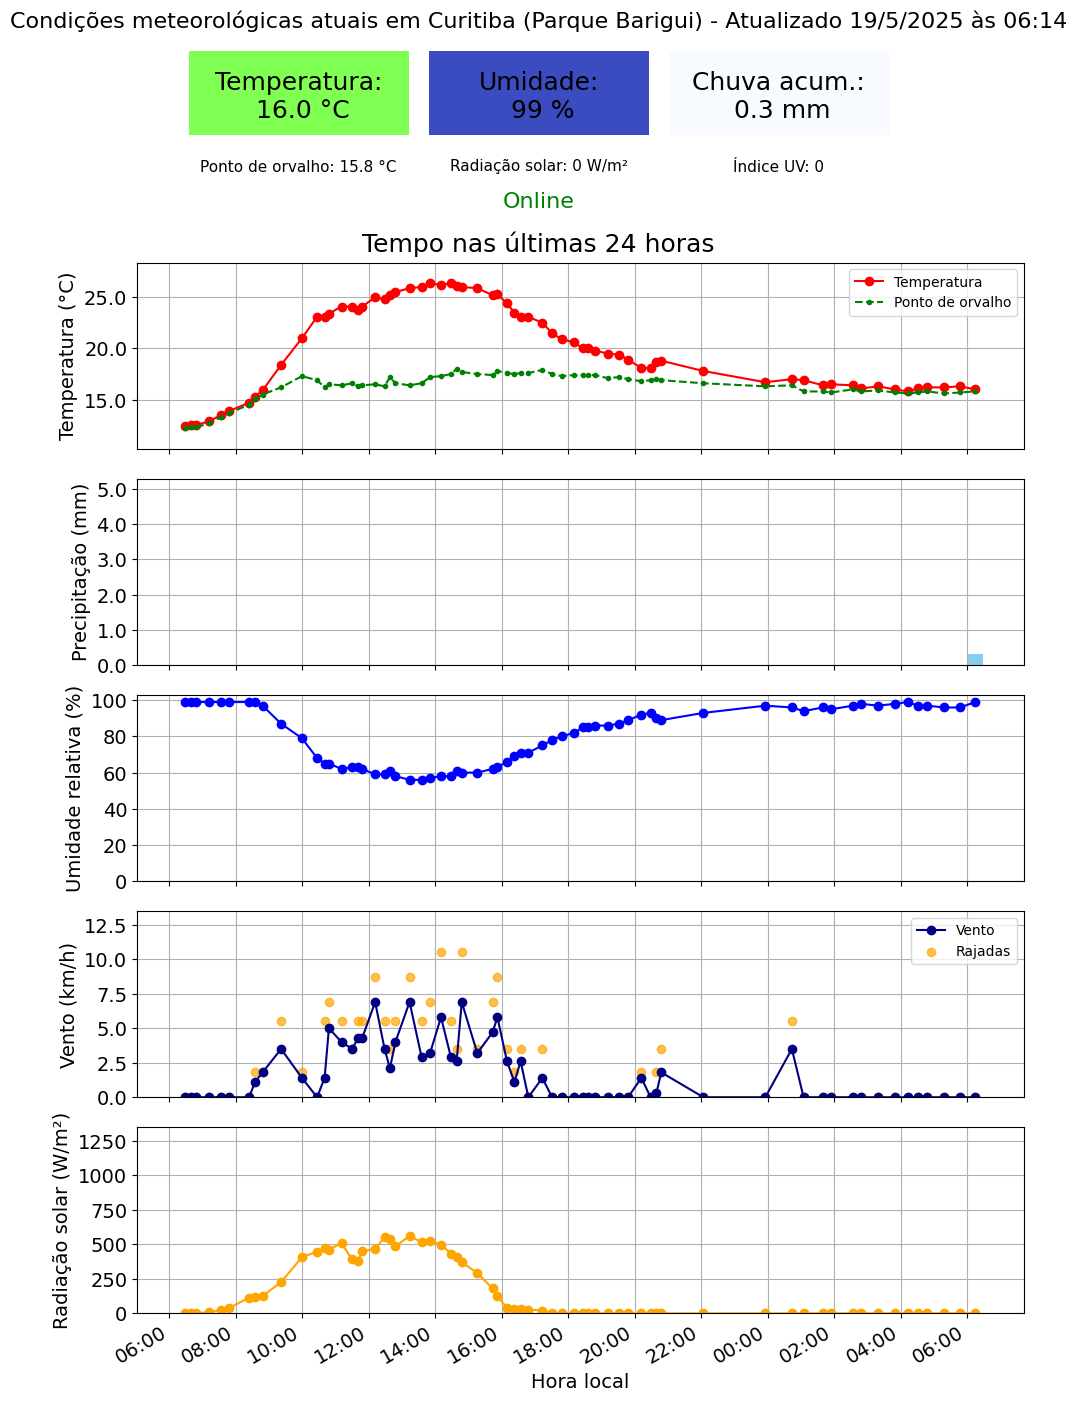 Condições meteorológicas atuais em Curitiba (Parque Barigui) - Atualizado 19/5/2025 às 06:14
Temperatura:
16.0 °C
Umidade:
99 %
Chuva acum.:
0.3 mm
Ponto de orvalho: 15.8 °C
Radiação solar: 0 W/m²
Índice UV: 0
Online
Tempo nas últimas 24 horas
Temperatura (°C)
25.0
20.0
15.0
Temperatura
Ponto de orvalho
Precipitação (mm)
5.0
4.0
3.0
2.0
1.0
0.0
Umidade relativa (%)
100
80
60
40
20
0
Vento (km/h)
12.5
10.0
7.5
5.0
2.5
0.0
Vento
Rajadas
Radiação solar (W/m²)
1250
1000
750
500
250
0
06:00
08:00
10:00
12:00
14:00
16:00
18:00
20:00
22:00
00:00
02:00
04:00
06:00
Hora local